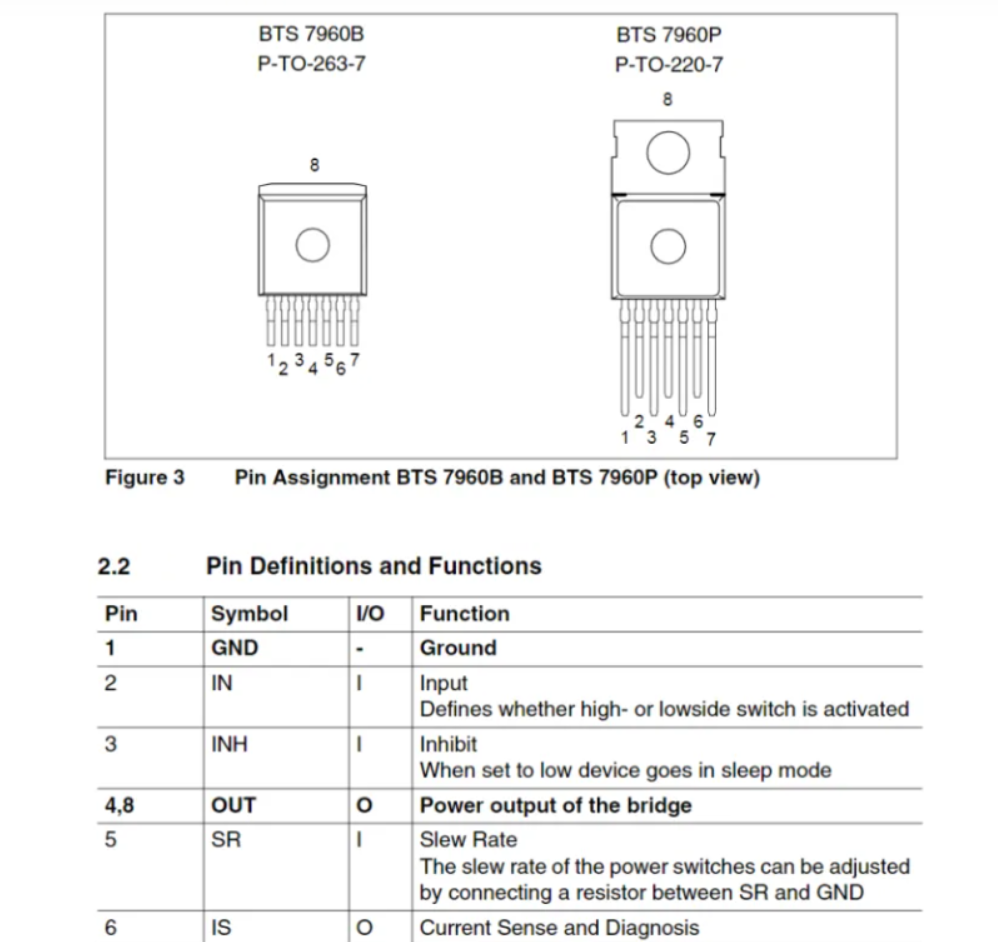 BTS 7960B BTS 7960P
P-TO-263-7 P-TO-220-7
8
8
1 2 3 4 5 6 7
2 4 6
1 3 5 7
Figure 3 Pin Assignment BTS 7960B and BTS 7960P (top view)
2.2 Pin Definitions and Functions
Pin Symbol I/O Function
1 GND - Ground
2 IN I Input
Defines whether high- or lowside switch is activated
3 INH I Inhibit
When set to low device goes in sleep mode
4,8 OUT O Power output of the bridge
5 SR I Slew Rate
The slew rate of the power switches can be adjusted
by connecting a resistor between SR and GND
6 IS O Current Sense and Diagnosis